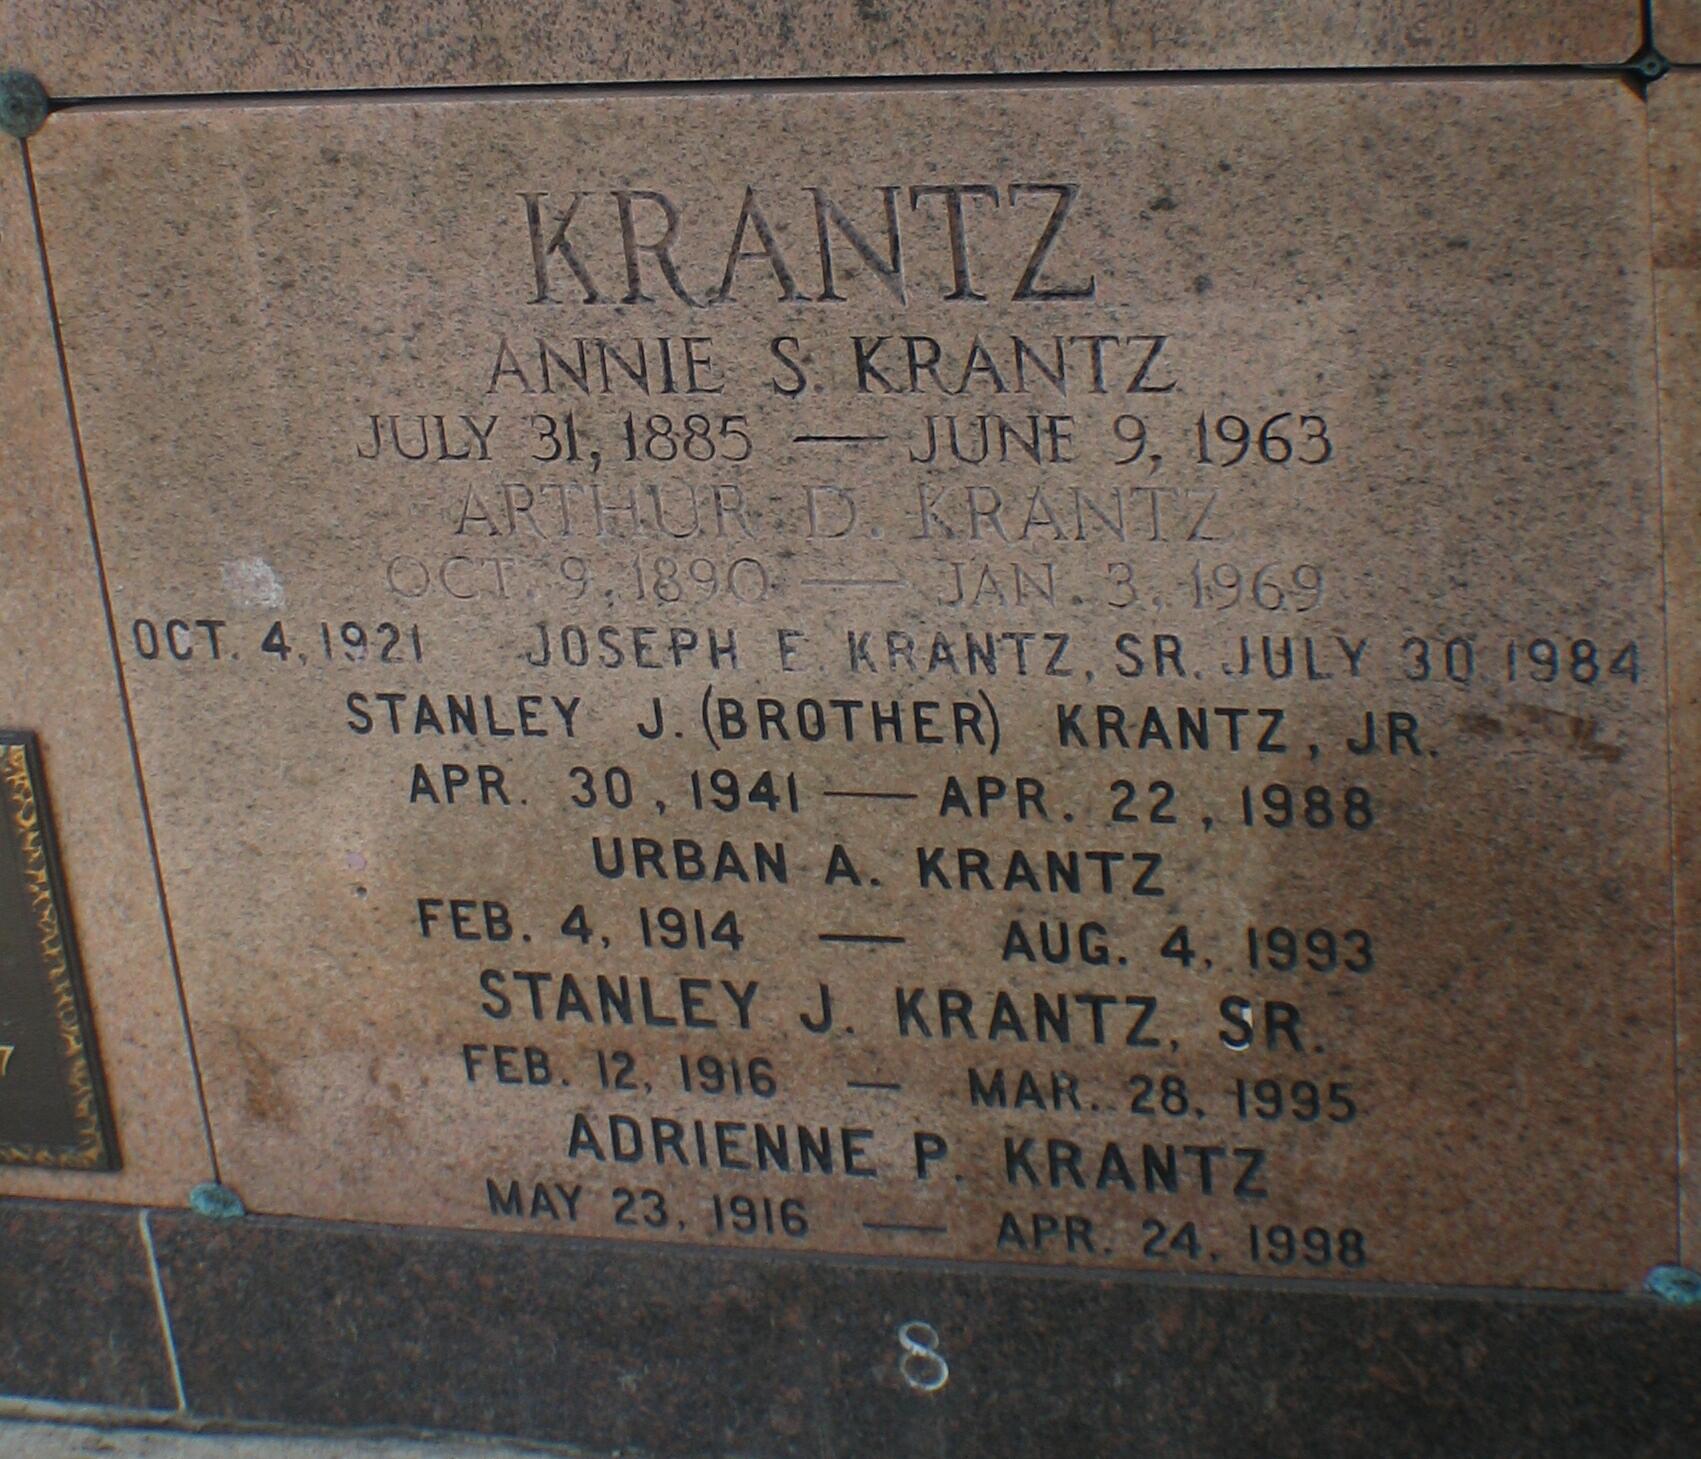 KRANTZ
ANNIE S. KRANTZ
JULY 31, 1885 — JUNE 9, 1963
ARTHUR D. KRANTZ
OCT. 9, 1890 — JAN. 3, 1969
OCT. 4, 1921 JOSEPH E. KRANTZ, SR. JULY 30 1984
STANLEY J. (BROTHER) KRANTZ, JR.
APR. 30, 1941 — APR. 22, 1988
URBAN A. KRANTZ
FEB. 4, 1914 — AUG. 4, 1993
STANLEY J. KRANTZ, SR.
FEB. 12, 1916 — MAR. 28, 1995
ADRIENNE P. KRANTZ
MAY 23, 1916 — APR. 24, 1998
7
8